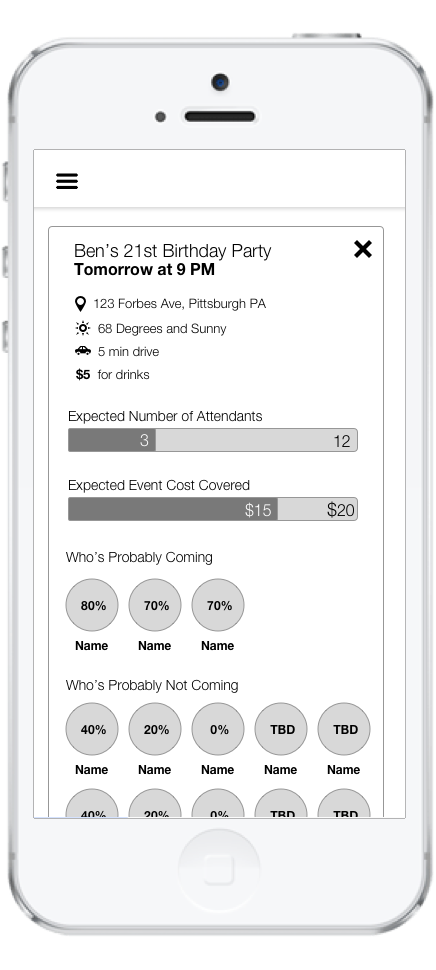 Ben's 21st Birthday Party
Tomorrow at 9 PM
123 Forbes Ave, Pittsburgh PA
68 Degrees and Sunny
5 min drive
$5 for drinks
Expected Number of Attendants
3 12
Expected Event Cost Covered
$15 $20
Who's Probably Coming
80% 70% 70%
Name Name Name
Who's Probably Not Coming
40% 20% 0% TBD TBD
Name Name Name Name Name
40% 20% 0% TBD TBD